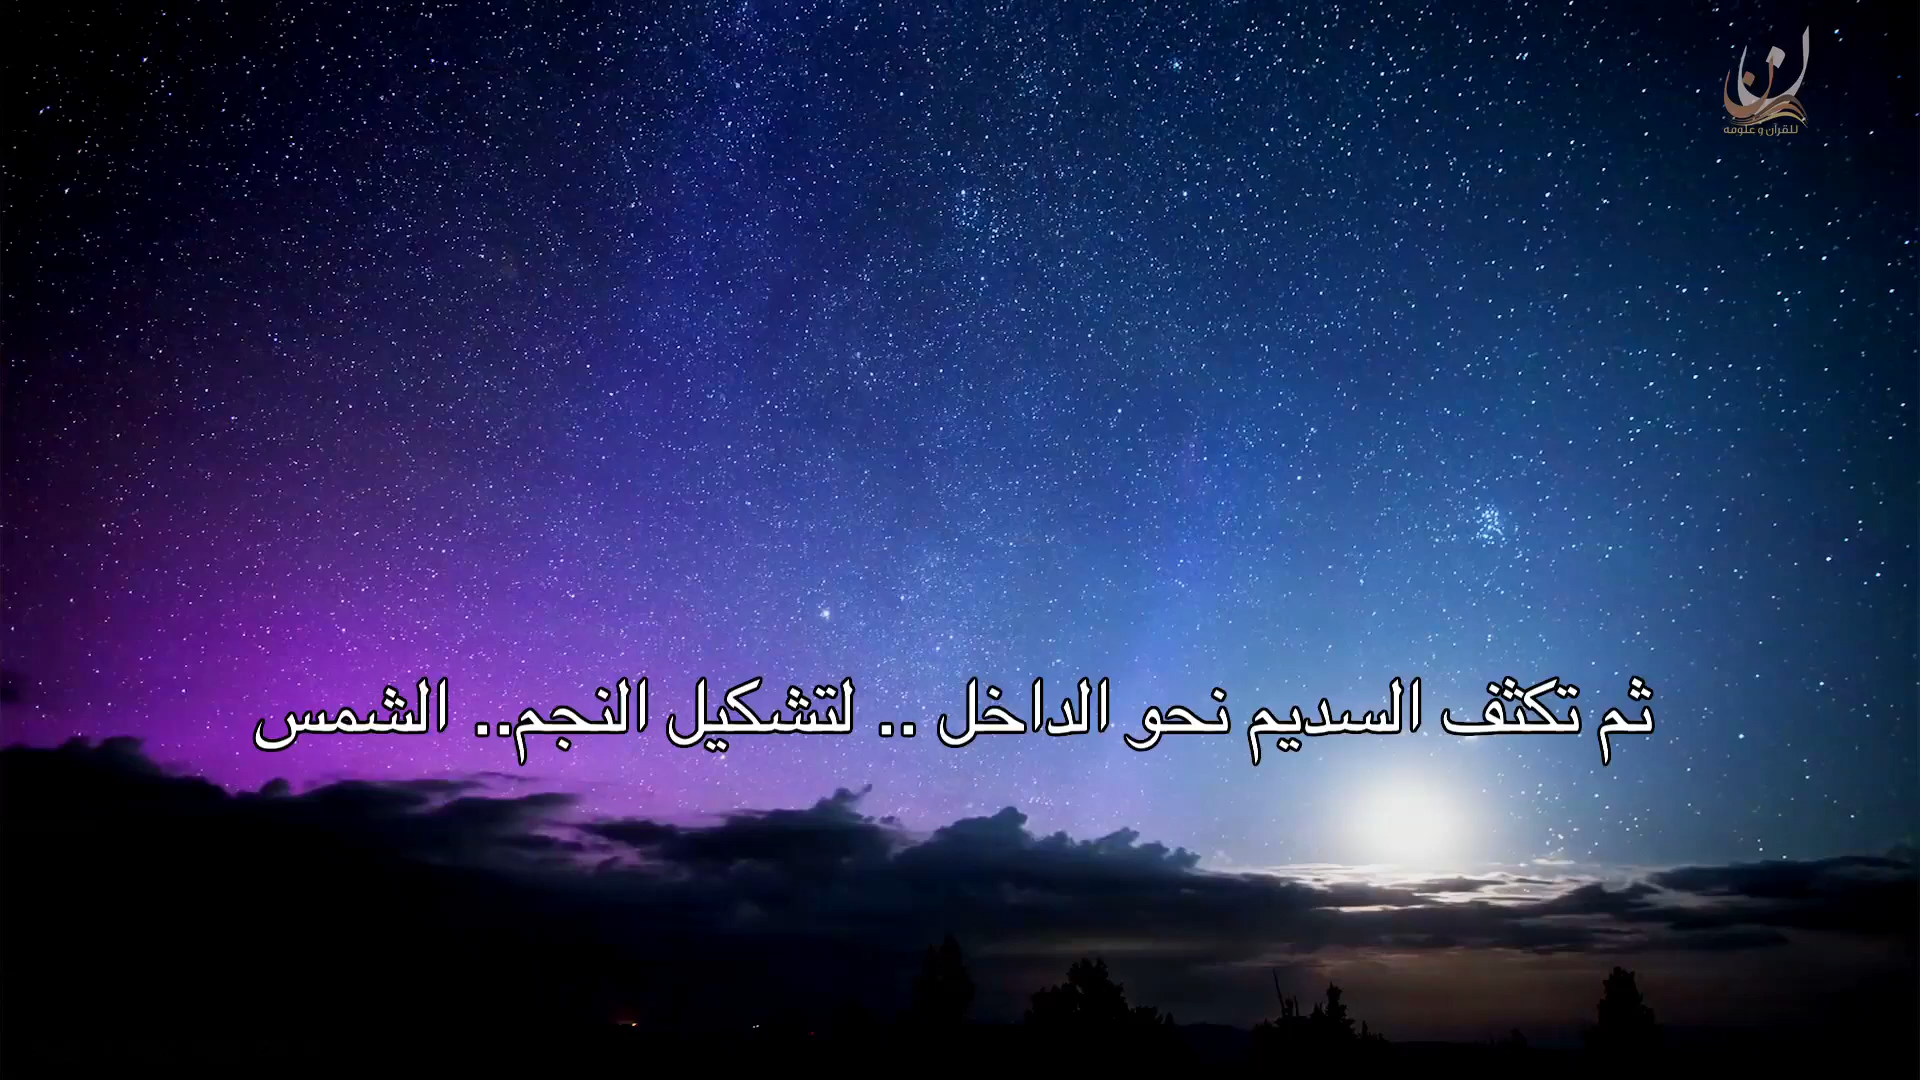 ن
للقرآن و علومه
ثم تكثف السديم نحو الداخل .. لتشكيل النجم.. الشمس